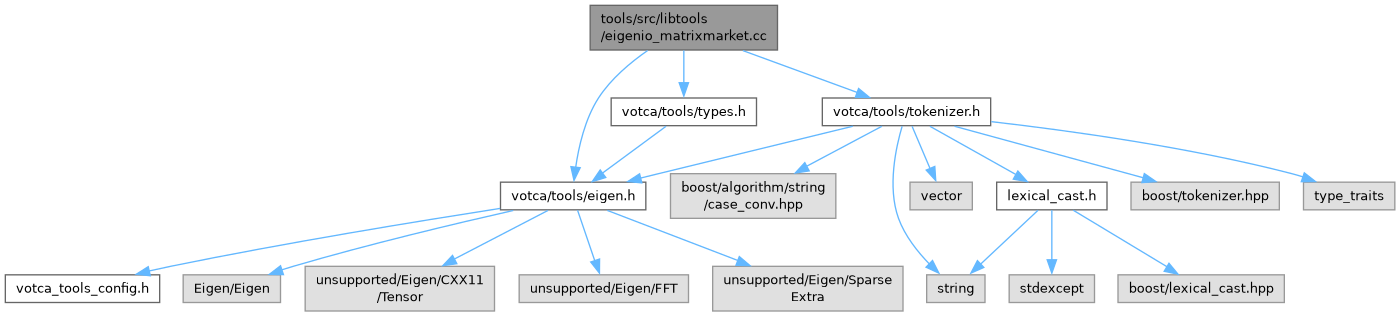 tools/src/libtools
/eigenio_matrixmarket.cc
votca/tools/types.h
votca/tools/tokenizer.h
votca/tools/eigen.h
boost/algorithm/string
/case_conv.hpp
vector
lexical_cast.h
boost/tokenizer.hpp
type_traits
votca_tools_config.h
Eigen/Eigen
unsupported/Eigen/CXX11
/Tensor
unsupported/Eigen/FFT
unsupported/Eigen/Sparse
Extra
string
stdexcept
boost/lexical_cast.hpp